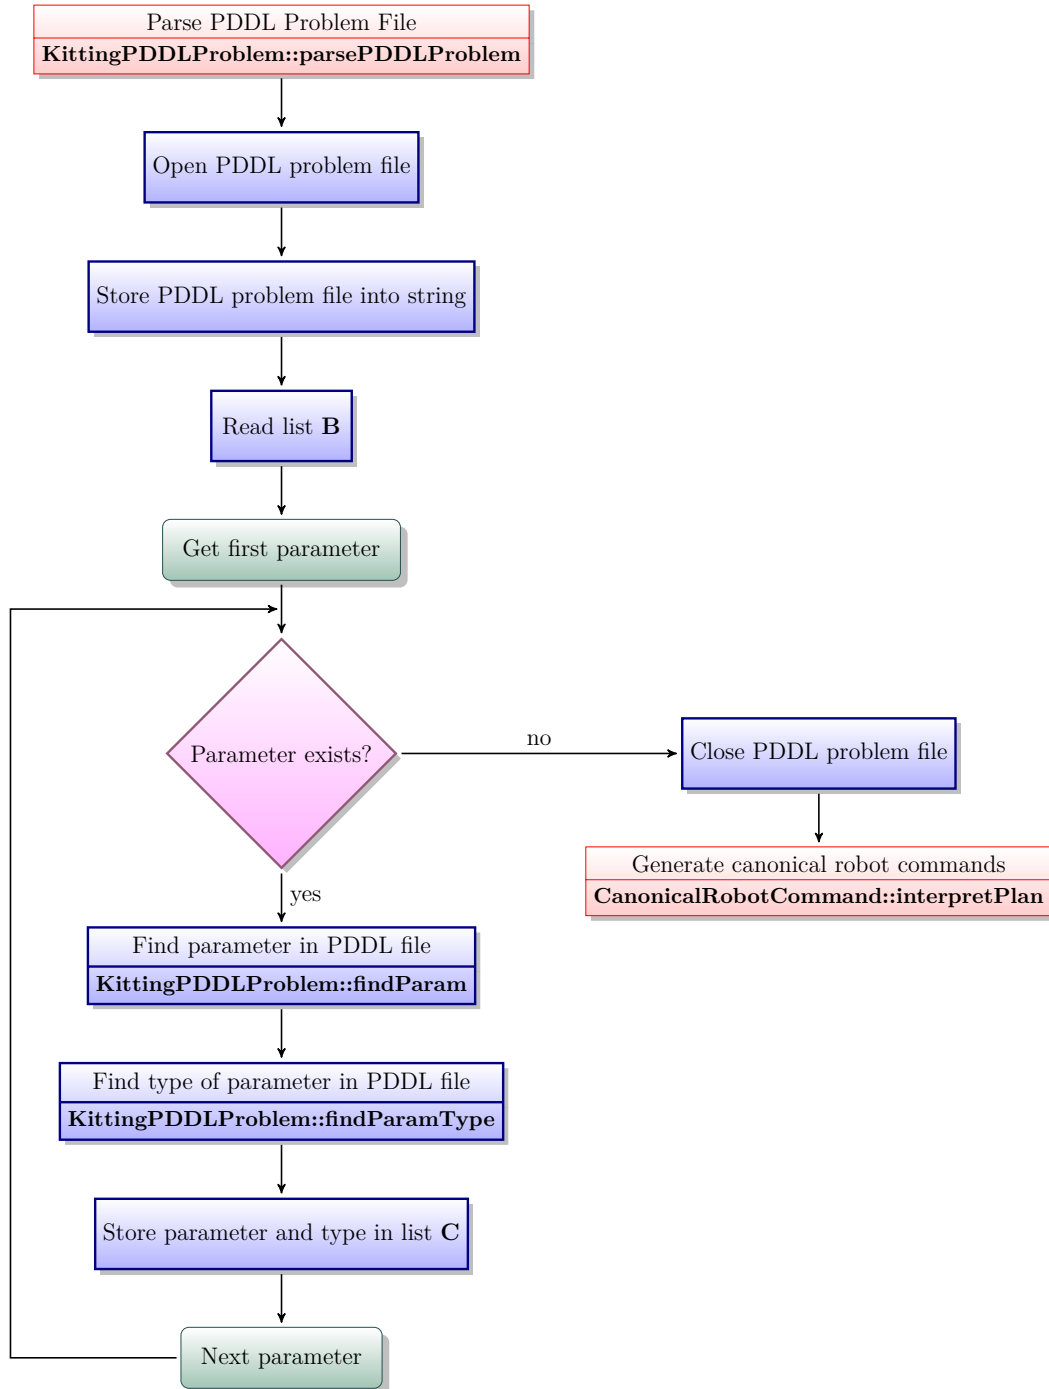 Parse PDDL Problem File
KittingPDDLProblem::parsePDDLProblem
Open PDDL problem file
Store PDDL problem file into string
Read list B
Get first parameter
Parameter exists?
no
Close PDDL problem file
Generate canonical robot commands
CanonicalRobotCommand::interpretPlan
yes
Find parameter in PDDL file
KittingPDDLProblem::findParam
Find type of parameter in PDDL file
KittingPDDLProblem::findParamType
Store parameter and type in list C
Next parameter